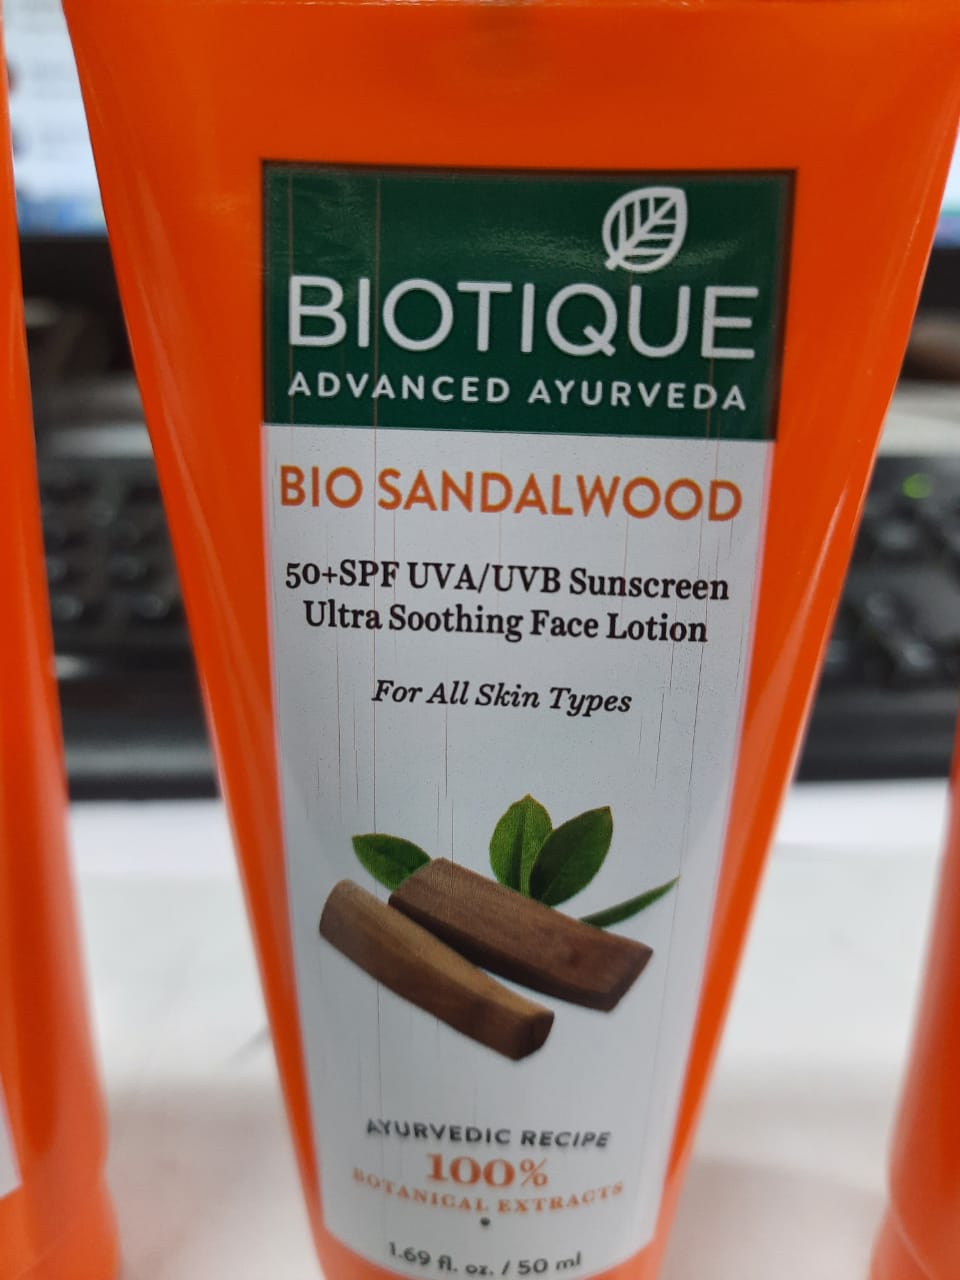 BIOTIQUE
ADVANCED AYURVEDA
BIO SANDALWOOD
50+SPF UVA/UVB Sunscreen
Ultra Soothing Face Lotion
For All Skin Types
AYURVEDIC RECIPE
100%
BOTANICAL EXTRACTS
1.69 fl. oz. / 50 ml